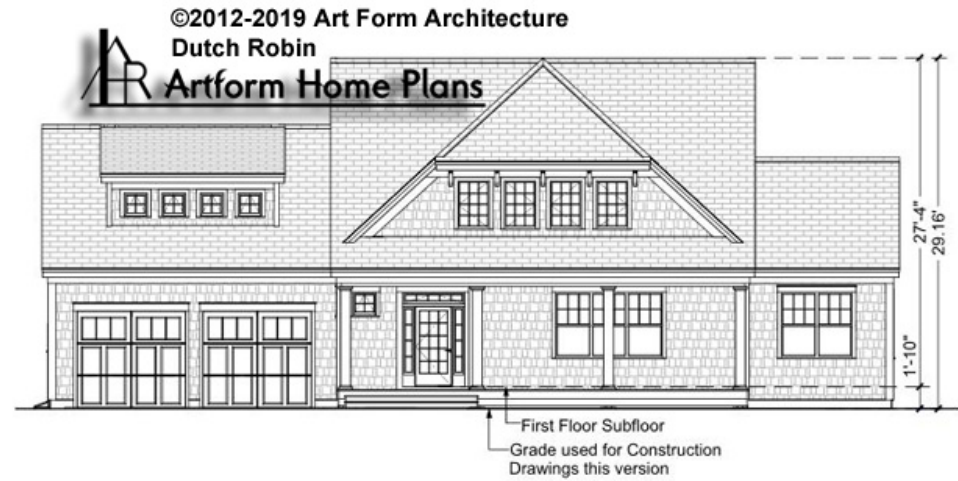 ©2012-2019 Art Form Architecture
Dutch Robin
AFR Artform Home Plans
27'-4"
29.16'
1'-10"
First Floor Subfloor
Grade used for Construction
Drawings this version